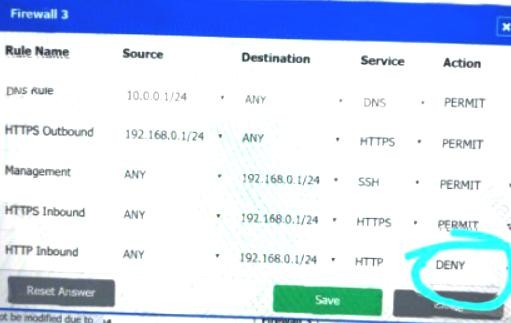 Firewall 3
Rule Name Source Destination Service Action
DNS Rule 10.0.0.1/24 ANY DNS PERMIT
HTTPS Outbound 192.168.0.1/24 ANY HTTPS PERMIT
Management ANY 192.168.0.1/24 SSH PERMIT
HTTPS Inbound ANY 192.168.0.1/24 HTTPS PERMIT
HTTP Inbound ANY 192.168.0.1/24 HTTP DENY
Reset Answer Save
ot be modified due to